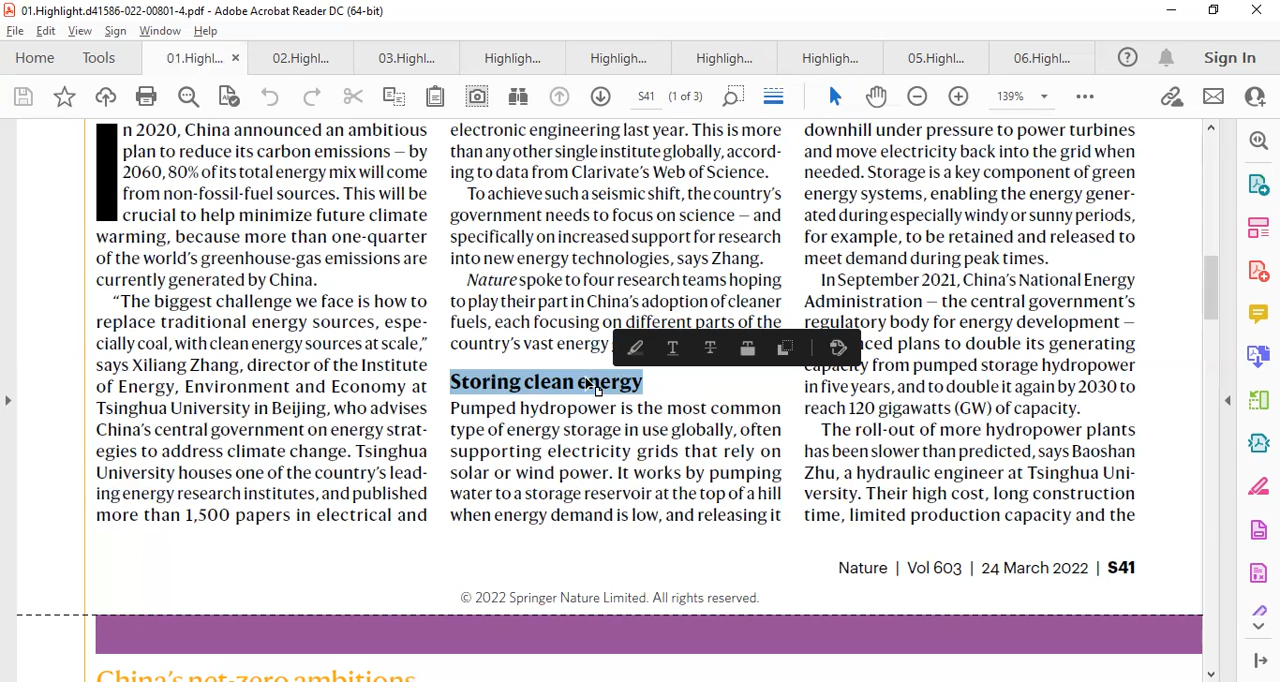 01.Highlight.d41586-022-00801-4.pdf - Adobe Acrobat Reader DC (64-bit)
File Edit View Sign Window Help
Home Tools 01.Highl... × 02.Highl... 03.Highl... Highligh... Highligh... Highligh... Highligh... 05.Highl... 06.Highl... Sign In
S41 (1 of 3) 139%
In 2020, China announced an ambitious
plan to reduce its carbon emissions — by
2060, 80% of its total energy mix will come
from non-fossil-fuel sources. This will be
crucial to help minimize future climate
warming, because more than one-quarter
of the world's greenhouse-gas emissions are
currently generated by China.
“The biggest challenge we face is how to
replace traditional energy sources, espe-
cially coal, with clean energy sources at scale,”
says Xiliang Zhang, director of the Institute
of Energy, Environment and Economy at
Tsinghua University in Beijing, who advises
China's central government on energy strat-
egies to address climate change. Tsinghua
University houses one of the country's lead-
ing energy research institutes, and published
more than 1,500 papers in electrical and
electronic engineering last year. This is more
than any other single institute globally, accord-
ing to data from Clarivate's Web of Science.
To achieve such a seismic shift, the country's
government needs to focus on science — and
specifically on increased support for research
into new energy technologies, says Zhang.
Nature spoke to four research teams hoping
to play their part in China's adoption of cleaner
fuels, each focusing on different parts of the
country's vast energy
Storing clean energy
Pumped hydropower is the most common
type of energy storage in use globally, often
supporting electricity grids that rely on
solar or wind power. It works by pumping
water to a storage reservoir at the top of a hill
when energy demand is low, and releasing it
downhill under pressure to power turbines
and move electricity back into the grid when
needed. Storage is a key component of green
energy systems, enabling the energy gener-
ated during especially windy or sunny periods,
for example, to be retained and released to
meet demand during peak times.
In September 2021, China's National Energy
Administration — the central government's
regulatory body for energy development —
plans to double its generating
capacity from pumped storage hydropower
in five years, and to double it again by 2030 to
reach 120 gigawatts (GW) of capacity.
The roll-out of more hydropower plants
has been slower than predicted, says Baoshan
Zhu, a hydraulic engineer at Tsinghua Uni-
versity. Their high cost, long construction
time, limited production capacity and the
Nature | Vol 603 | 24 March 2022 | S41
© 2022 Springer Nature Limited. All rights reserved.
China's net-zero ambitions